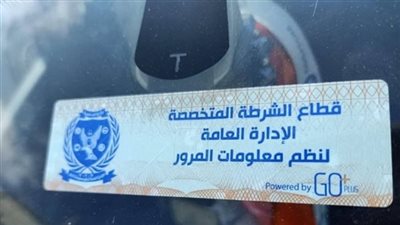 T
قطاع الشرطة المتخصصة
الإدارة العامة
لنظم معلومات المرور
Powered by GO+ PLUS